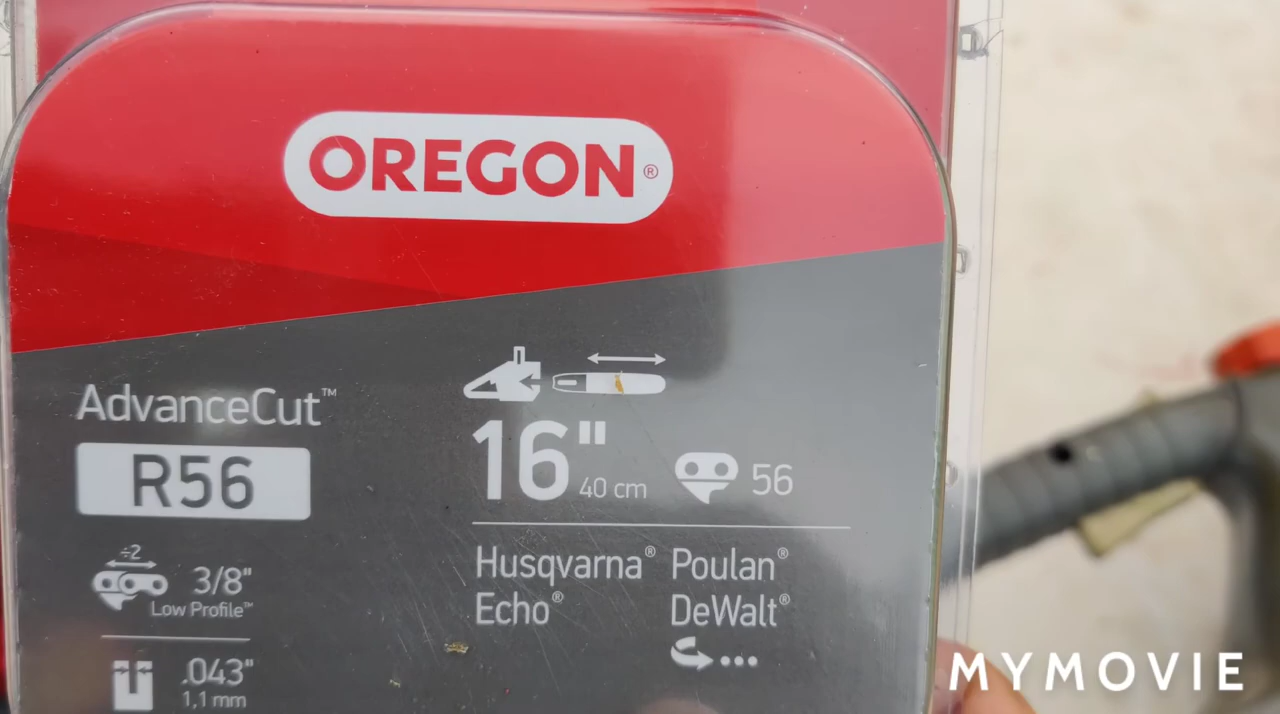 OREGON®
AdvanceCut™
R56
÷2
3/8"
Low Profile™
.043"
1,1 mm
16" 40 cm
56
Husqvarna® Poulan®
Echo® DeWalt®
MYMOVIE